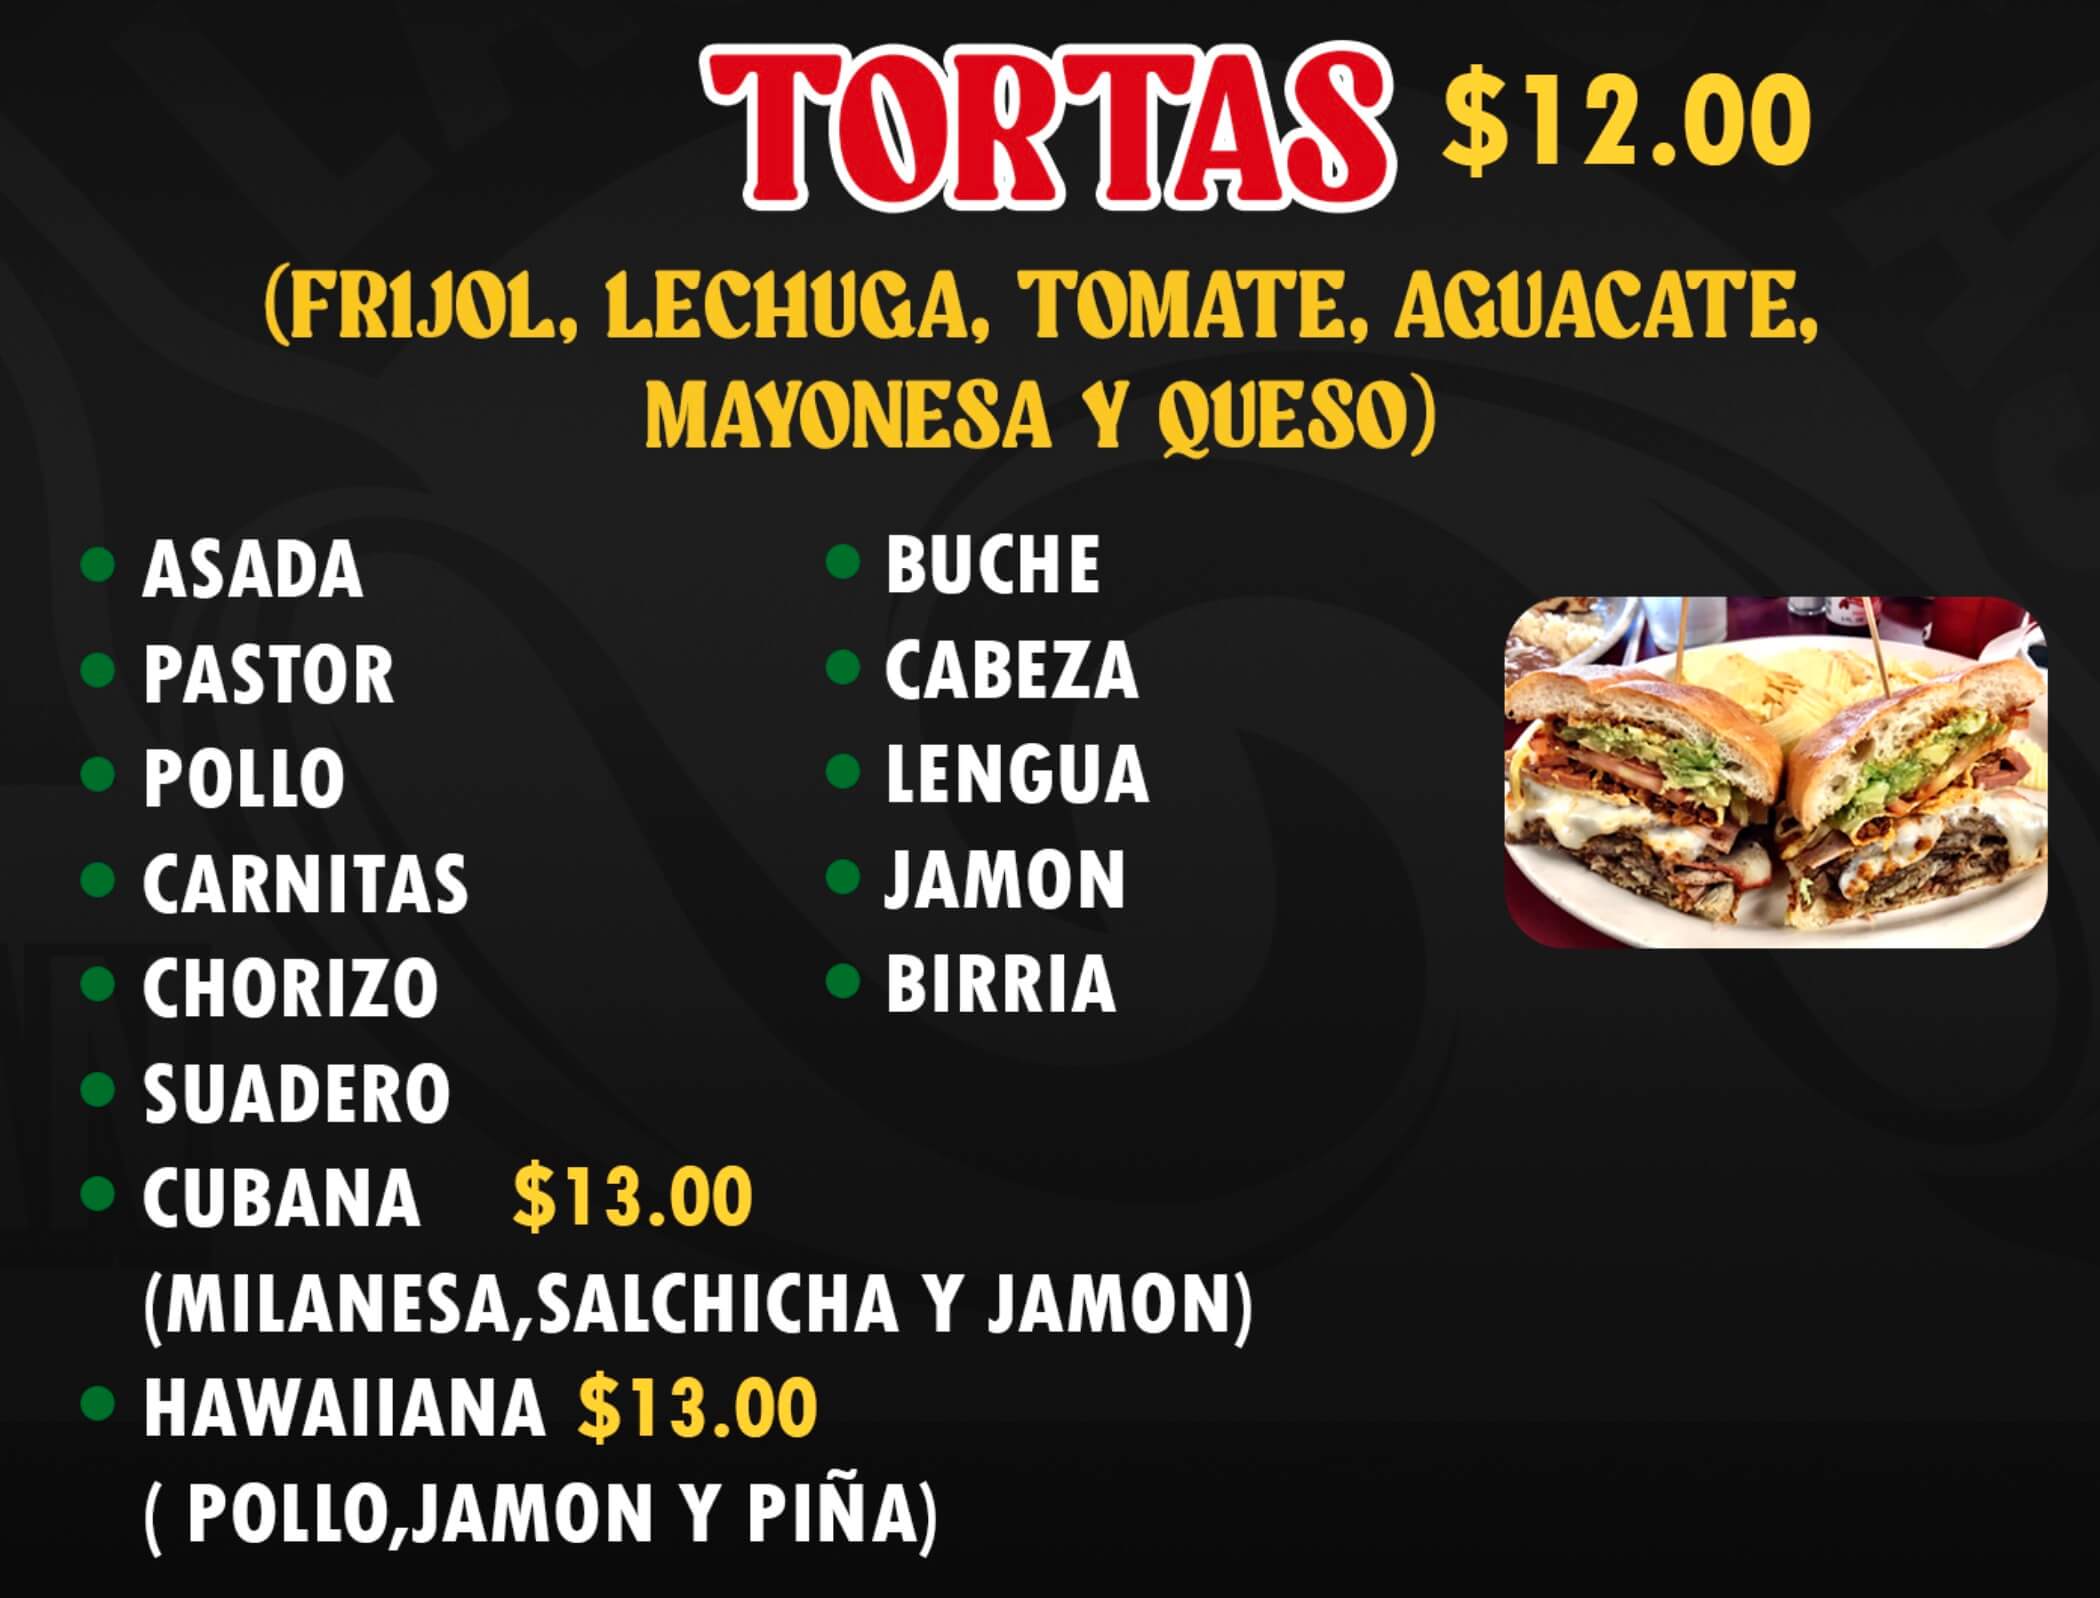 TORTAS $12.00
(FRIJOL, LECHUGA, TOMATE, AGUACATE,
MAYONESA Y QUESO)
ASADA
PASTOR
POLLO
CARNITAS
CHORIZO
SUADERO
CUBANA $13.00
(MILANESA,SALCHICHA Y JAMON)
HAWAIIANA $13.00
( POLLO,JAMON Y PIÑA)
BUCHE
CABEZA
LENGUA
JAMON
BIRRIA